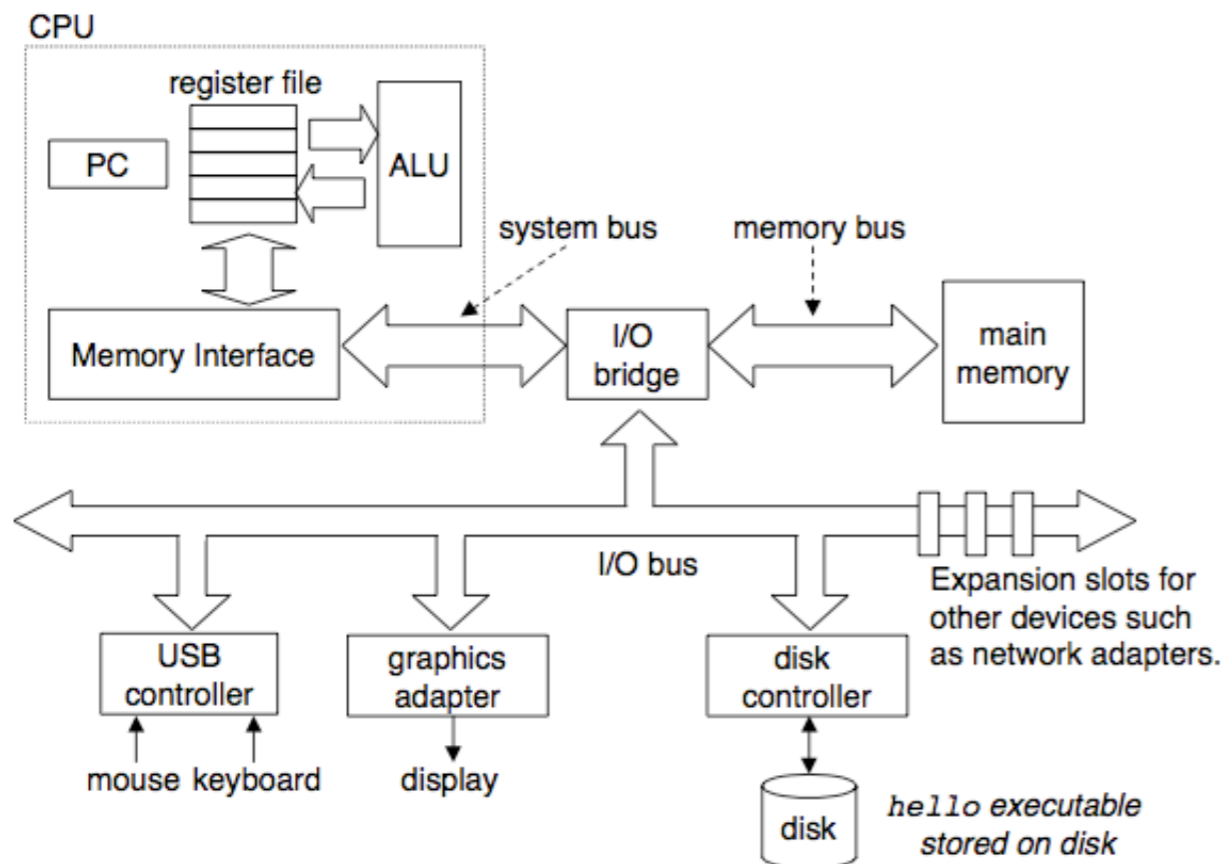 CPU
register file
PC
ALU
system bus
memory bus
Memory Interface
I/O
bridge
main
memory
I/O bus
Expansion slots for
other devices such
as network adapters.
USB
controller
graphics
adapter
disk
controller
mouse
keyboard
display
disk
hello executable
stored on disk